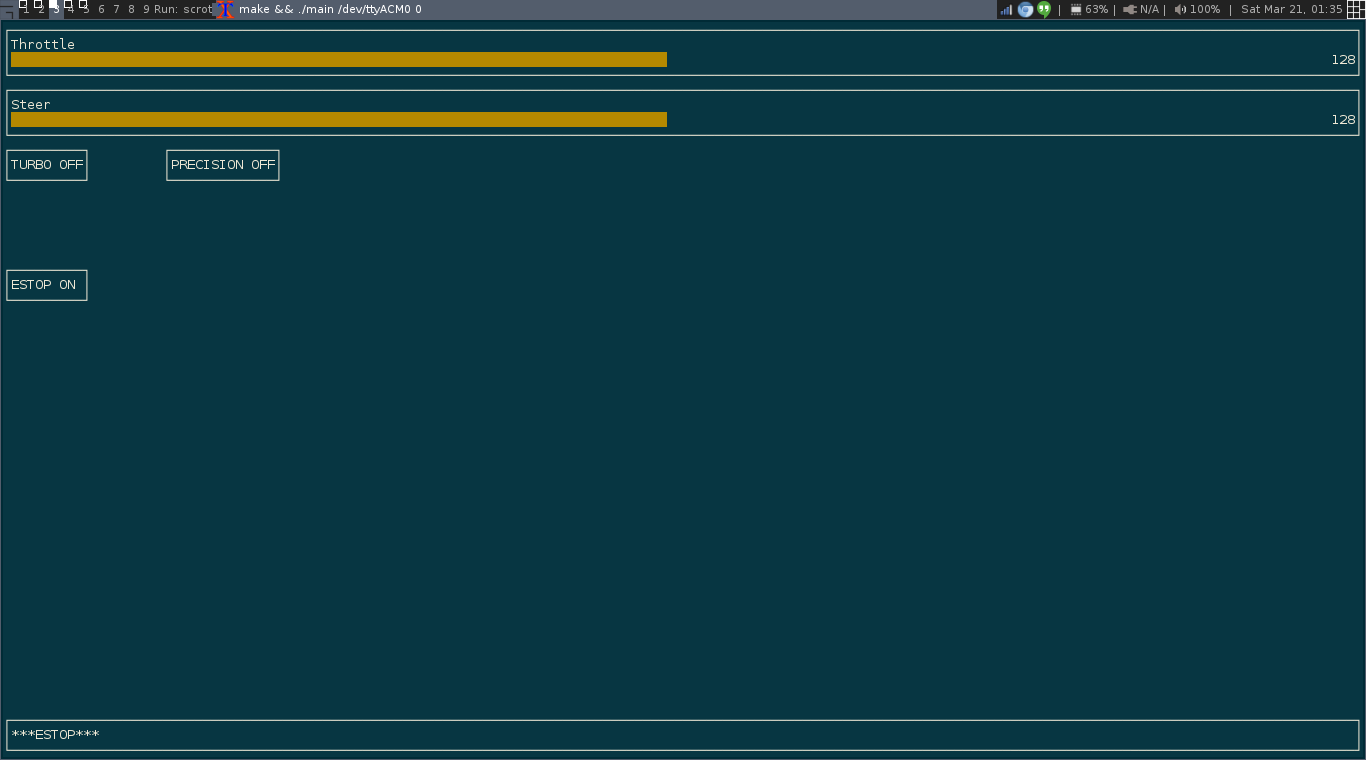 1 2 3 4 5 6 7 8 9 Run: scrot make && ./main /dev/ttyACM0 0 | 63% | N/A | 100% | Sat Mar 21, 01:35
Throttle
128
Steer
128
TURBO OFF PRECISION OFF
ESTOP ON
***ESTOP***